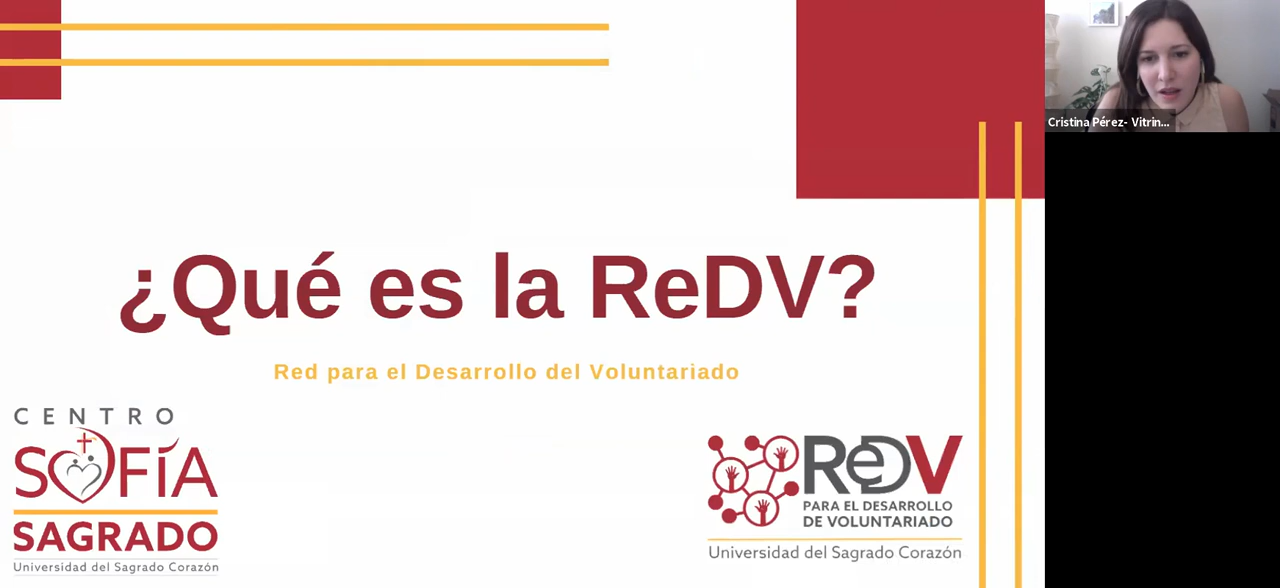 Cristina Pérez- Vitrin...
¿Qué es la ReDV?
Red para el Desarrollo del Voluntariado
CENTRO
SOFÍA
SAGRADO
Universidad del Sagrado Corazón
ReDV
PARA EL DESARROLLO
DE VOLUNTARIADO
Universidad del Sagrado Corazón